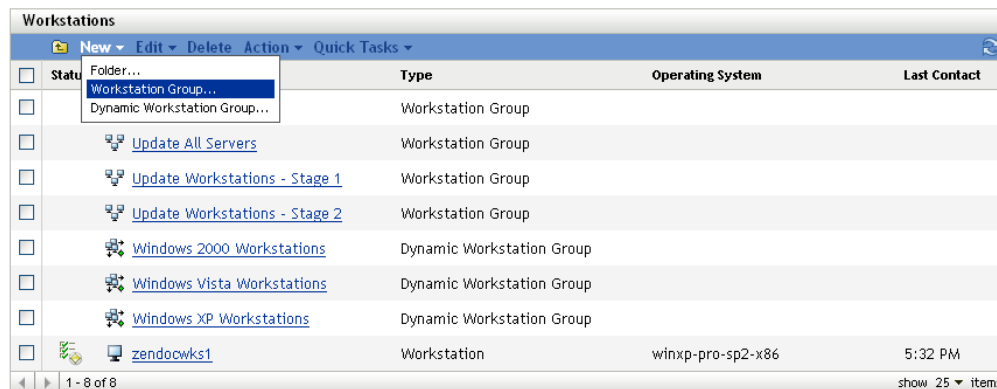 Workstations
New Edit Delete Action Quick Tasks
Folder...
Workstation Group...
Dynamic Workstation Group...
Statu Type Operating System Last Contact
Workstation Group
Update All Servers Workstation Group
Update Workstations - Stage 1 Workstation Group
Update Workstations - Stage 2 Workstation Group
Windows 2000 Workstations Dynamic Workstation Group
Windows Vista Workstations Dynamic Workstation Group
Windows XP Workstations Dynamic Workstation Group
zendocwks1 Workstation winxp-pro-sp2-x86 5:32 PM
1 - 8 of 8 show 25 item